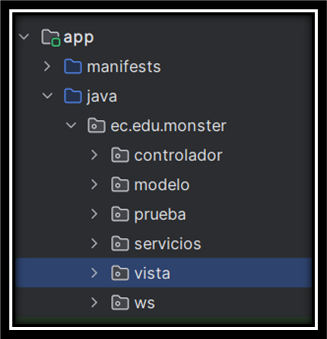 app
manifests
java
ec.edu.monster
controlador
modelo
prueba
servicios
vista
ws